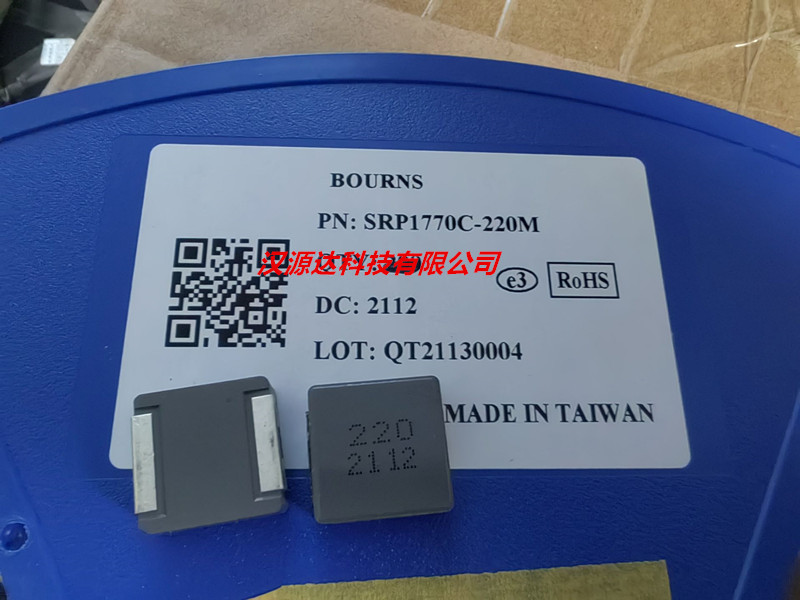 BOURNS
PN: SRP1770C-220M
汉源达科技有限公司
e3 RoHS
DC: 2112
LOT: QT21130004
MADE IN TAIWAN
220
2112